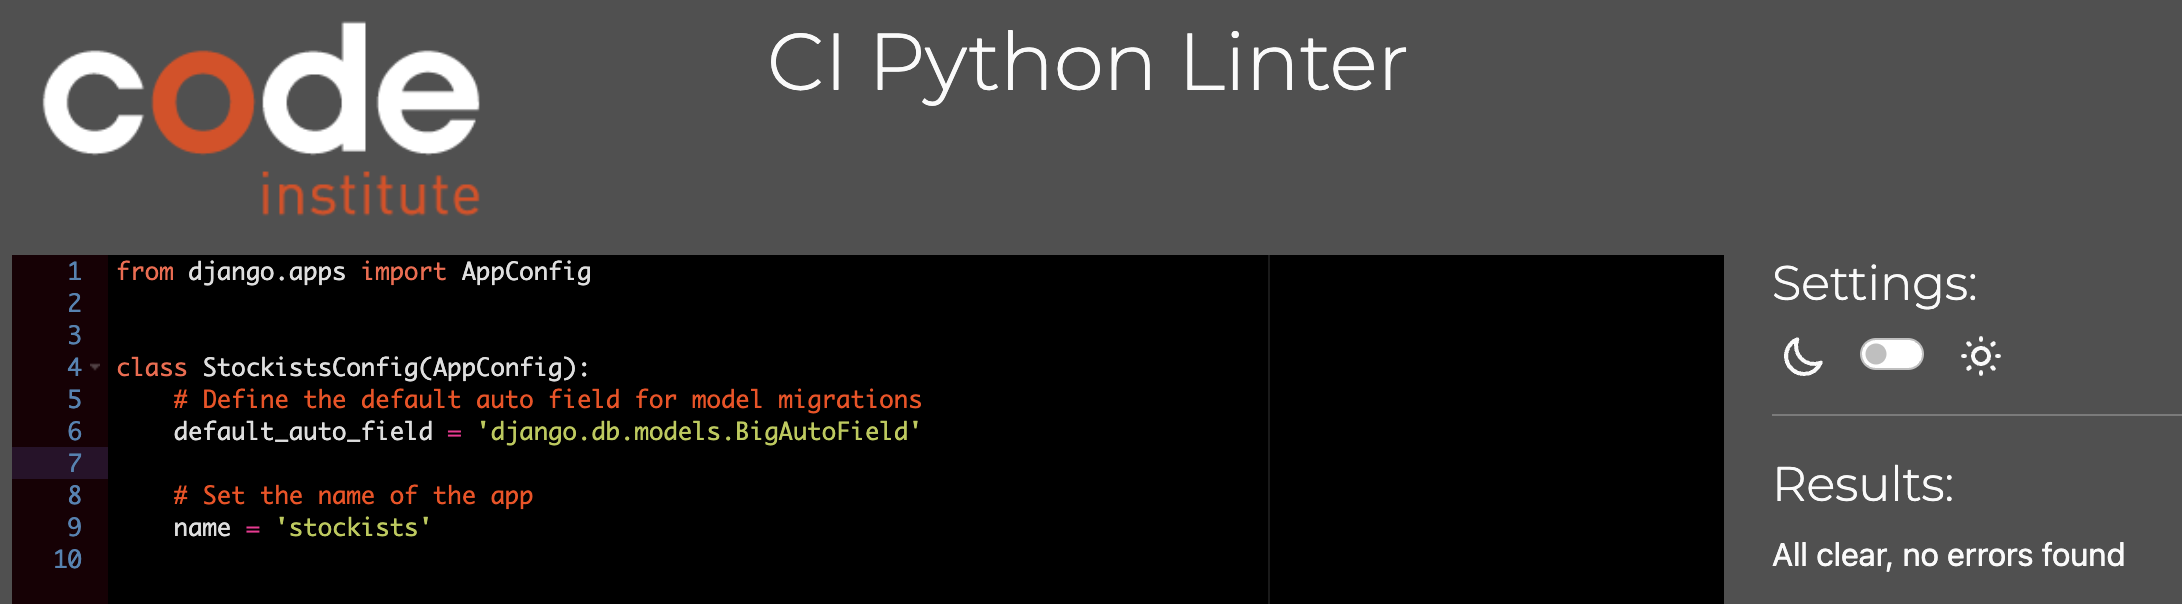 code
institute
CI Python Linter
1 from django.apps import AppConfig
2
3
4 class StockistsConfig(AppConfig):
5     # Define the default auto field for model migrations
6     default_auto_field = 'django.db.models.BigAutoField'
7
8     # Set the name of the app
9     name = 'stockists'
10
Settings:
Results:
All clear, no errors found